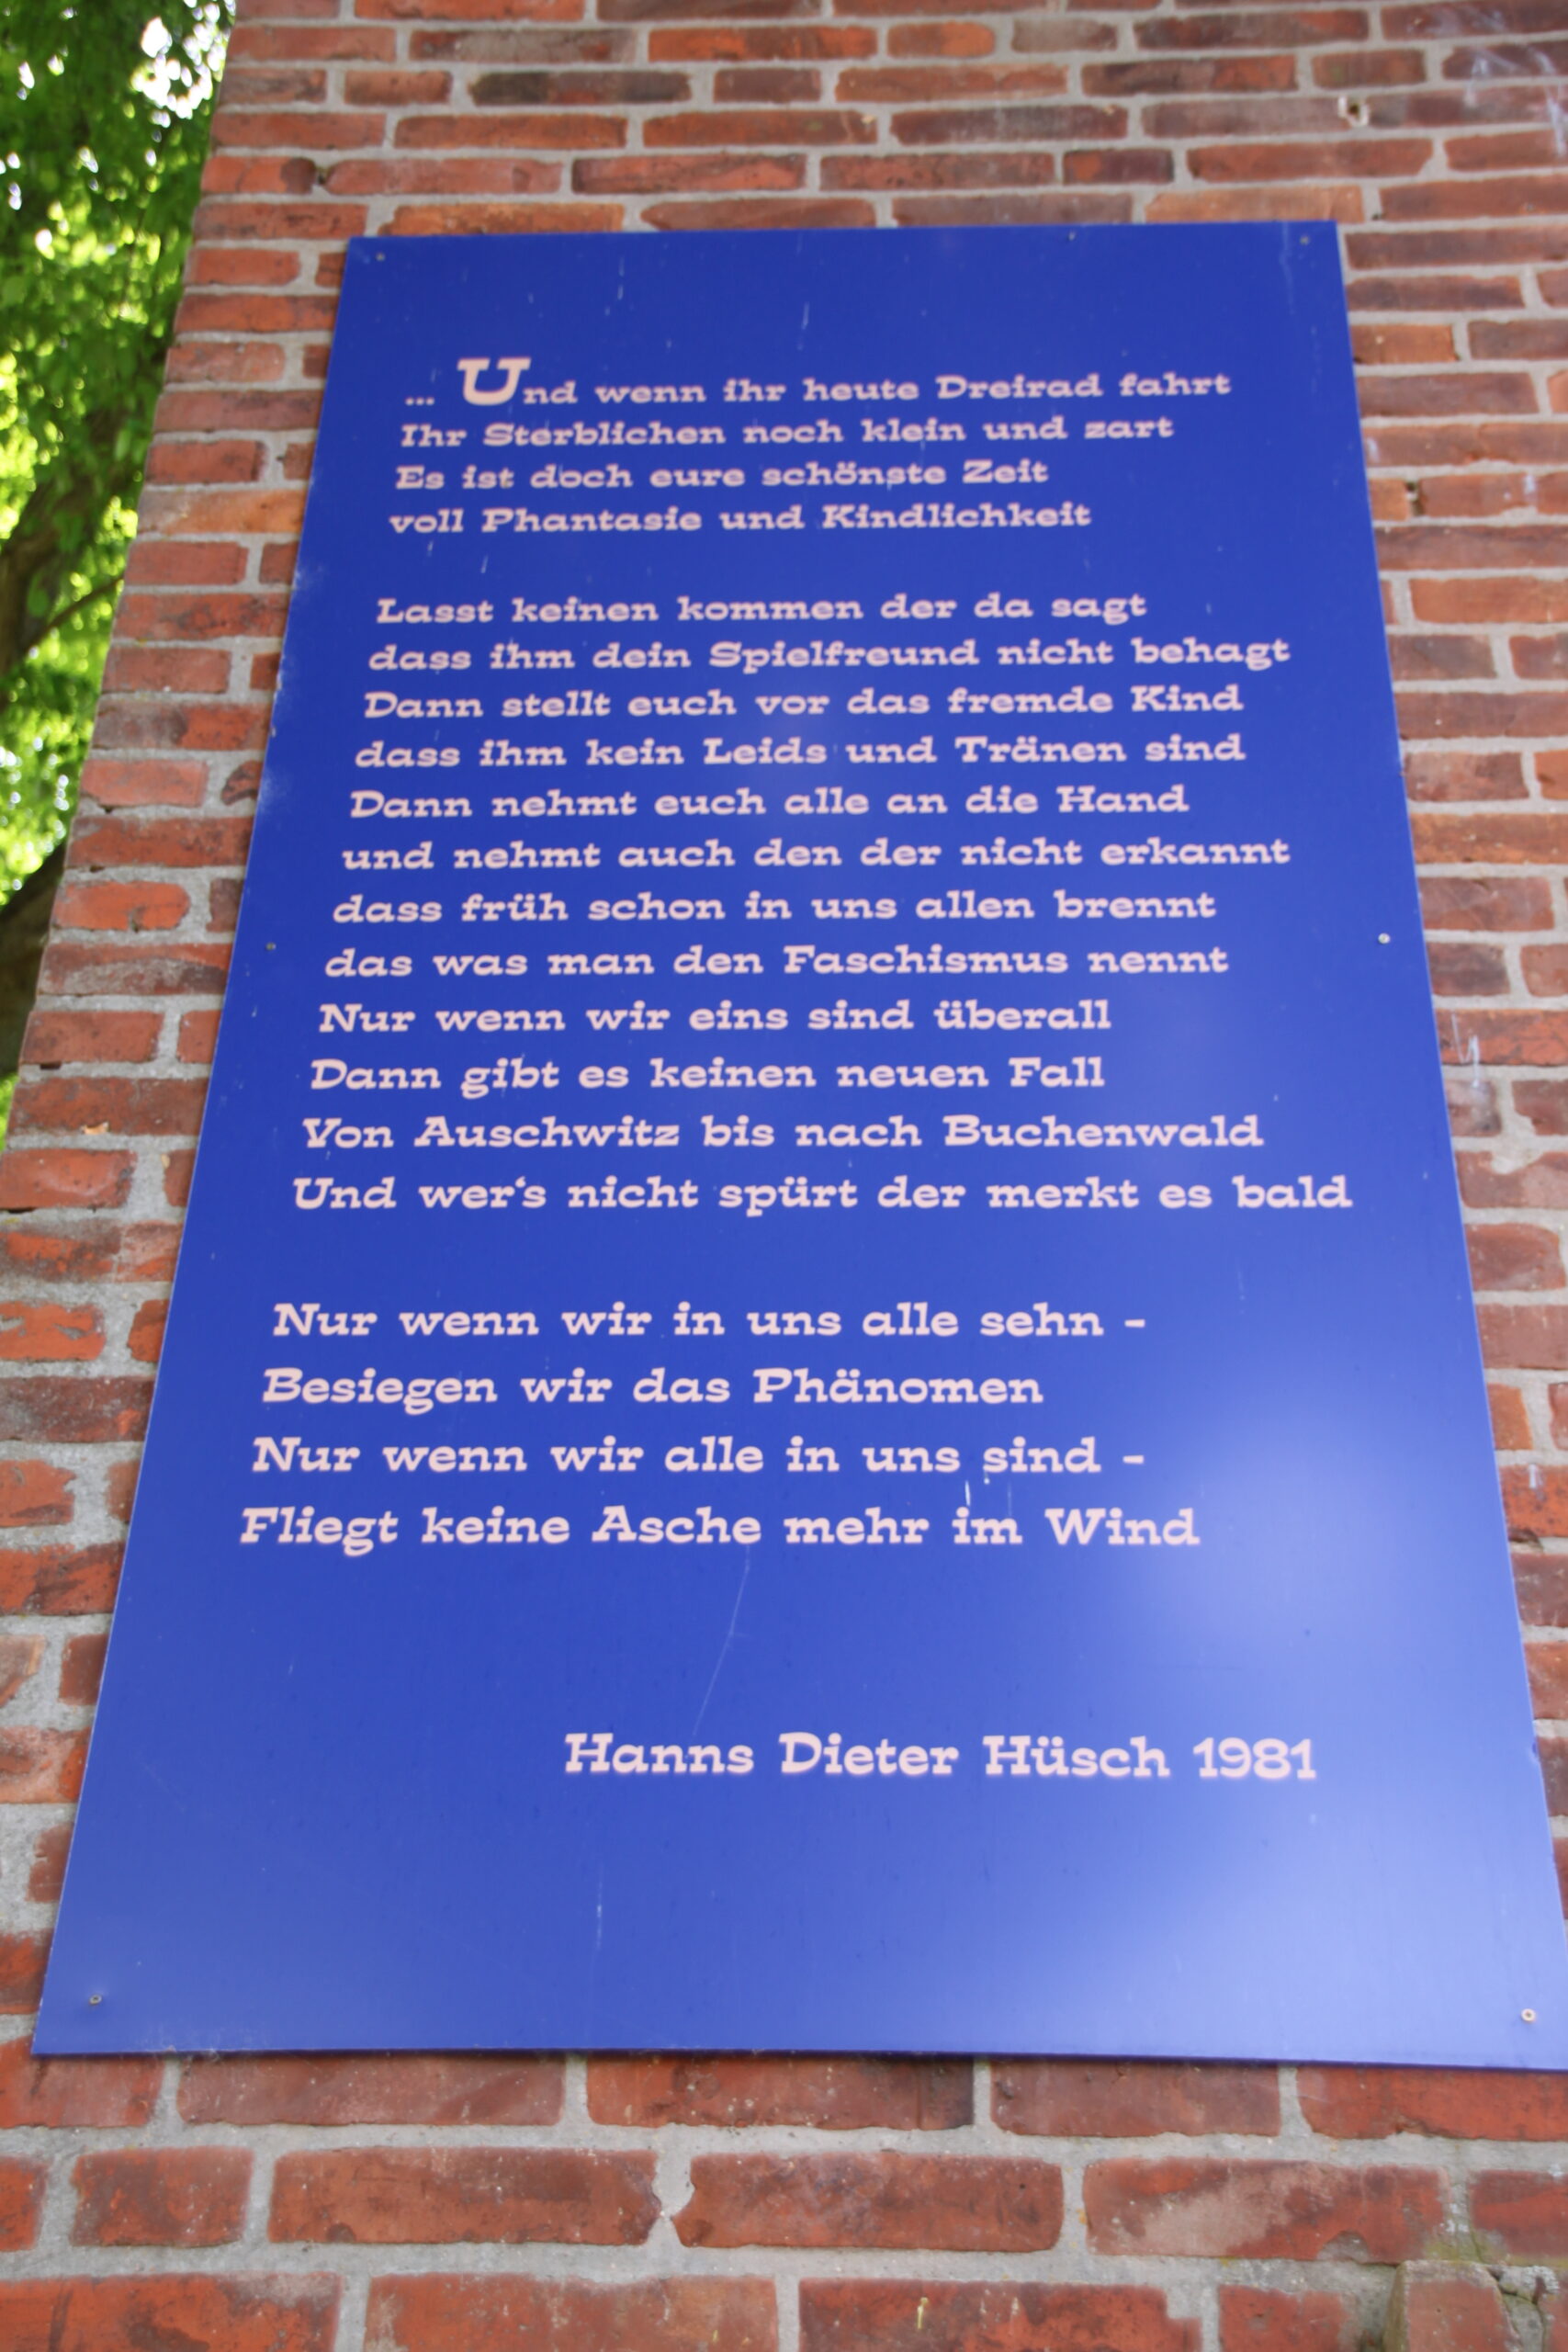 ... Und wenn ihr heute Dreirad fahrt
Ihr Sterblichen noch klein und zart
Es ist doch eure schönste Zeit
voll Phantasie und Kindlichkeit
Lasst keinen kommen der da sagt
dass ihm dein Spielfreund nicht behagt
Dann stellt euch vor das fremde Kind
dass ihm kein Leids und Tränen sind
Dann nehmt euch alle an die Hand
und nehmt auch den der nicht erkannt
dass früh schon in uns allen brennt
das was man den Faschismus nennt
Nur wenn wir eins sind überall
Dann gibt es keinen neuen Fall
Von Auschwitz bis nach Buchenwald
Und wer‘s nicht spürt der merkt es bald
Nur wenn wir in uns alle sehn –
Besiegen wir das Phänomen
Nur wenn wir alle in uns sind –
Fliegt keine Asche mehr im Wind
Hanns Dieter Hüsch 1981